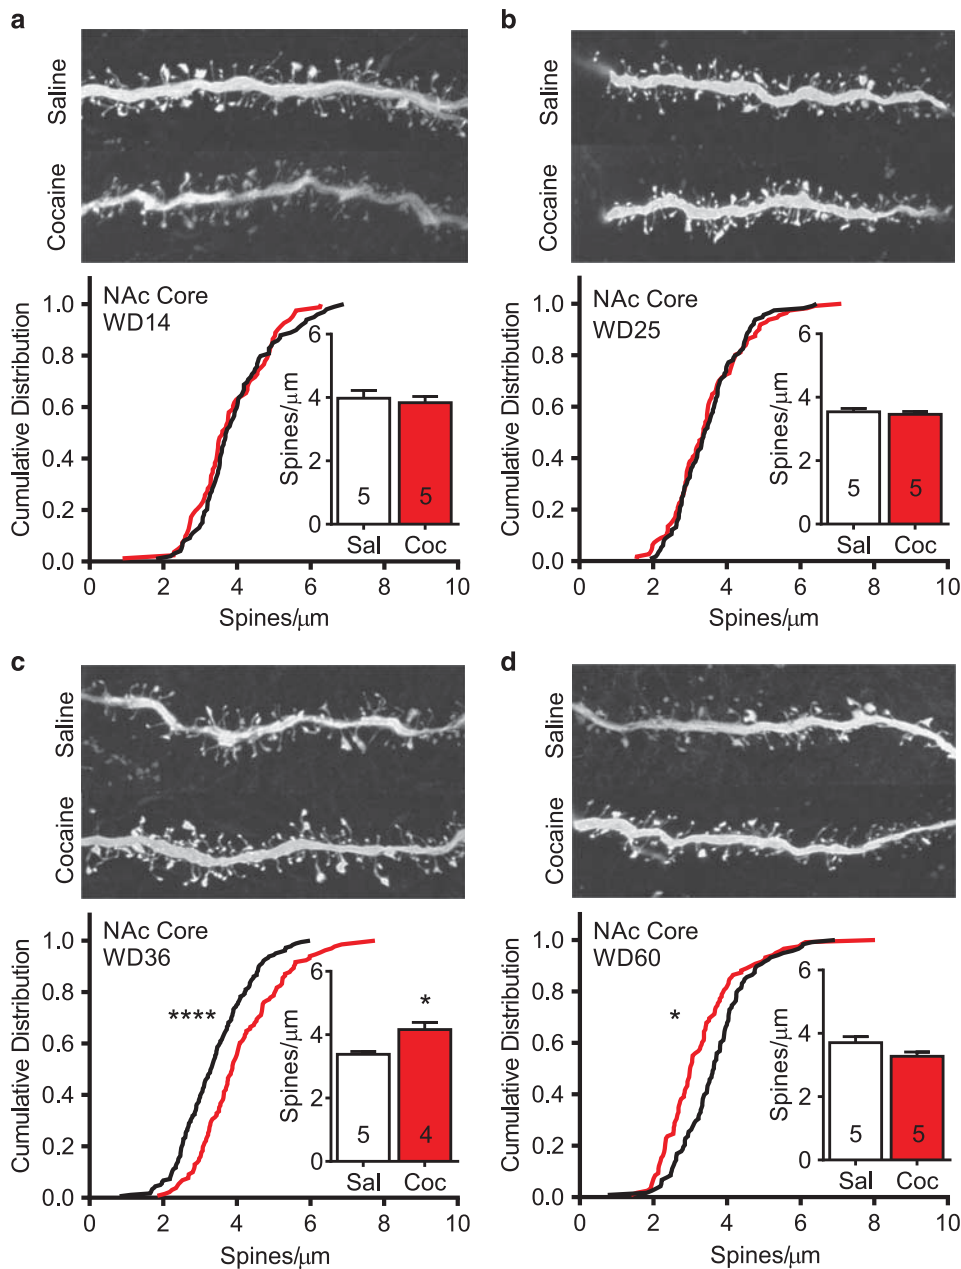 a
Saline
Cocaine
Cumulative Distribution
1.0
0.8
0.6
0.4
0.2
0.0
NAc Core
WD14
Spines/μm
6
4
2
0
5
5
Sal Coc
0 2 4 6 8 10
Spines/μm
b
Saline
Cocaine
Cumulative Distribution
1.0
0.8
0.6
0.4
0.2
0.0
NAc Core
WD25
Spines/μm
6
4
2
0
5
5
Sal Coc
0 2 4 6 8 10
Spines/μm
c
Saline
Cocaine
Cumulative Distribution
1.0
0.8
0.6
0.4
0.2
0.0
NAc Core
WD36
****
Spines/μm
6
4
2
0
*
5
4
Sal Coc
0 2 4 6 8 10
Spines/μm
d
Saline
Cocaine
Cumulative Distribution
1.0
0.8
0.6
0.4
0.2
0.0
NAc Core
WD60
*
Spines/μm
6
4
2
0
5
5
Sal Coc
0 2 4 6 8 10
Spines/μm